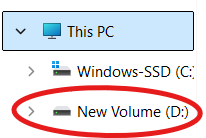 This PC
Windows-SSD (C:
New Volume (D:)